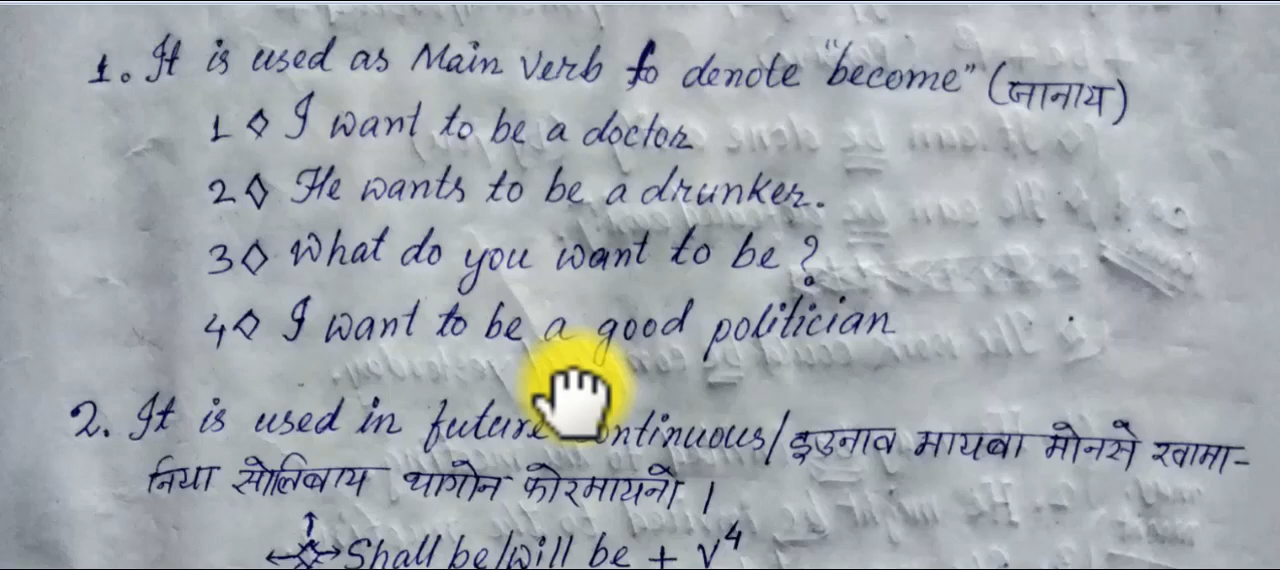 1. It is used as Main verb to denote "become" (जानाय)
1 ◇ I want to be a doctor
2 ◇ He wants to be a drunker.
3 ◇ What do you want to be ?
4 ◇ I want to be a good politician
2. It is used in future continuous/इउनाव मायबा मोनसे खामा-
निया सोलिबाय थागोन फोरमायनो ।
Shall be/will be + V4